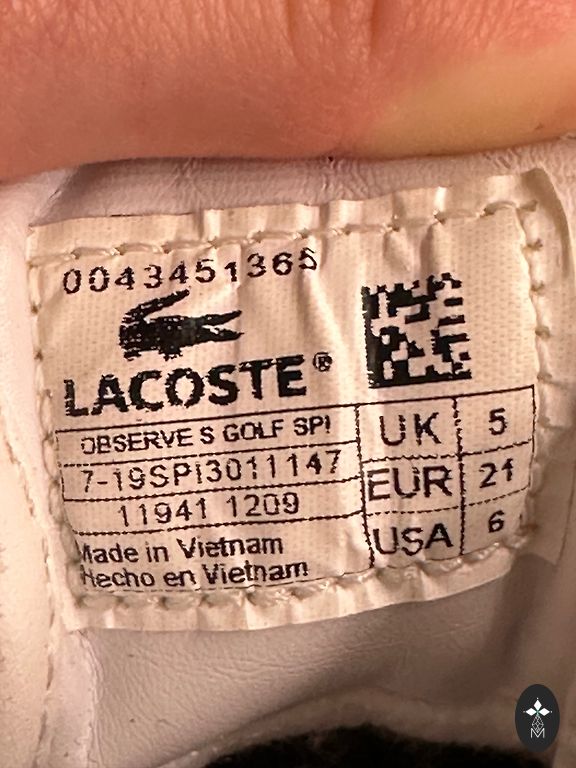 0043451365
LACOSTE®
OBSERVE S GOLF SPI
7-19SPI3011147
11941 1209
Made in Vietnam
Hecho en Vietnam
UK 5
EUR 21
USA 6
M